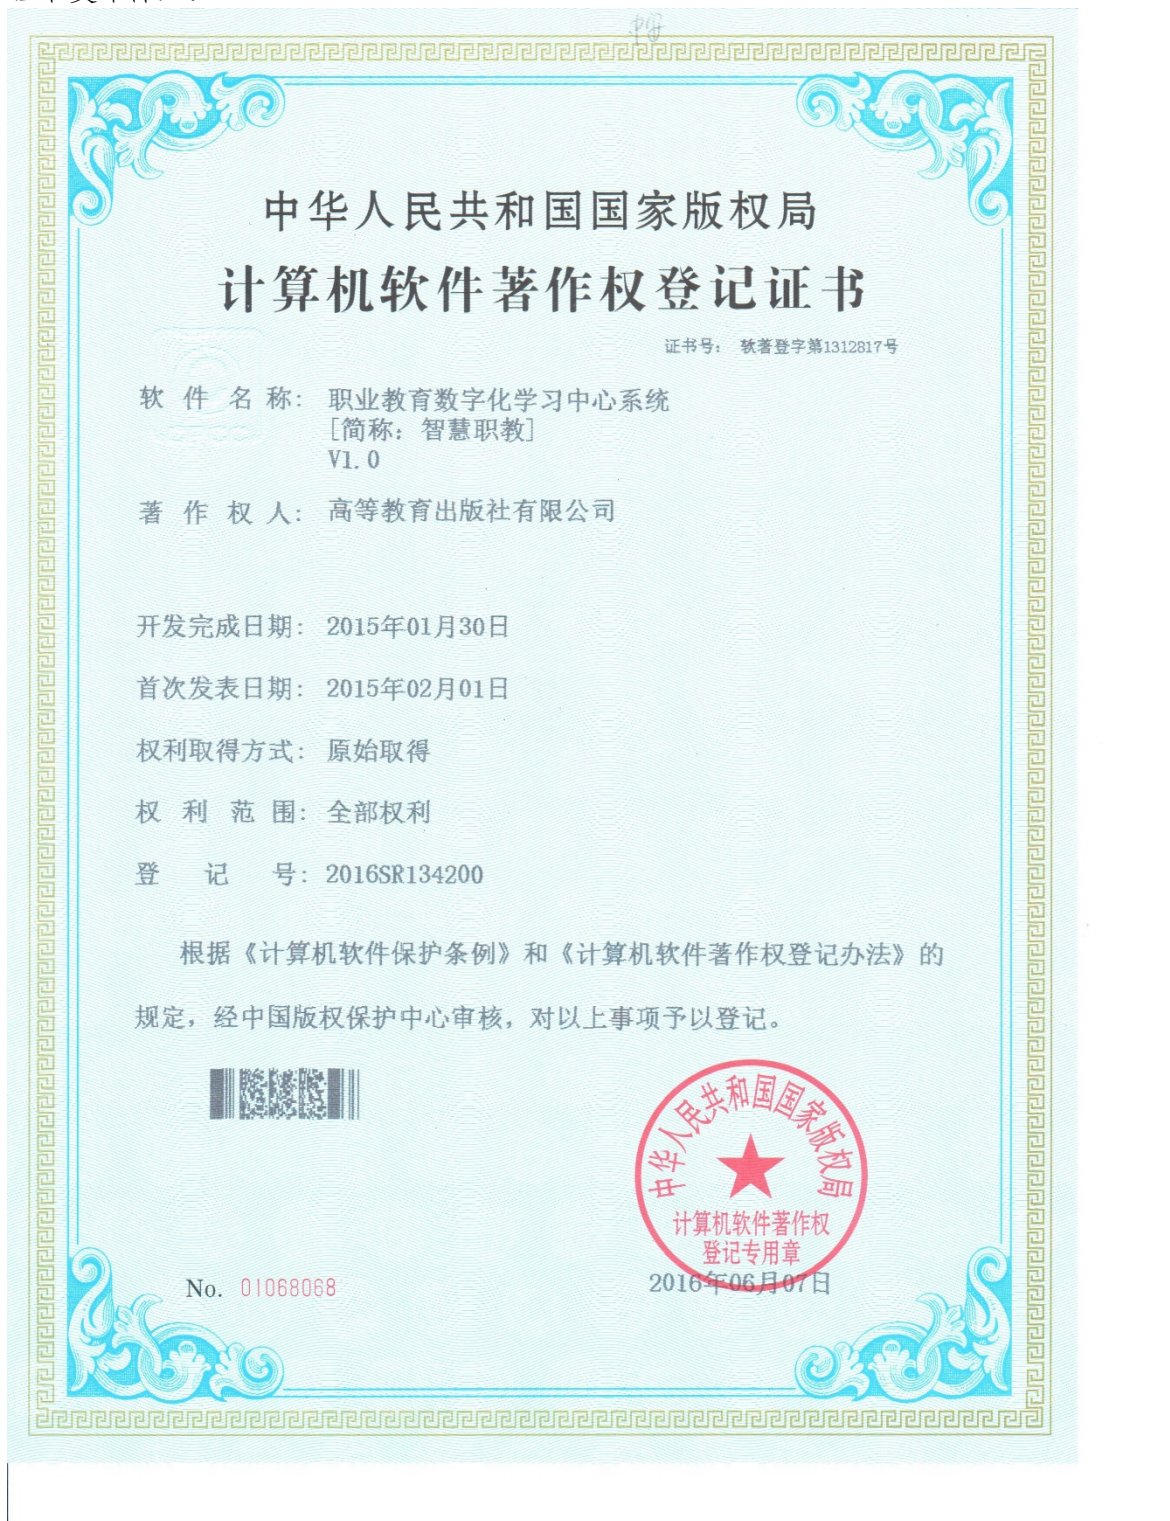 中华人民共和国国家版权局
计算机软件著作权登记证书
证书号： 软著登字第1312817号
软件名称： 职业教育数字化学习中心系统
[简称：智慧职教]
V1.0
著作权人： 高等教育出版社有限公司
开发完成日期： 2015年01月30日
首次发表日期： 2015年02月01日
权利取得方式： 原始取得
权利范围： 全部权利
登记号： 2016SR134200
根据《计算机软件保护条例》和《计算机软件著作权登记办法》的
规定，经中国版权保护中心审核，对以上事项予以登记。
中华人民共和国国家版权局
计算机软件著作权
登记专用章
No. 01068068
2016年06月07日